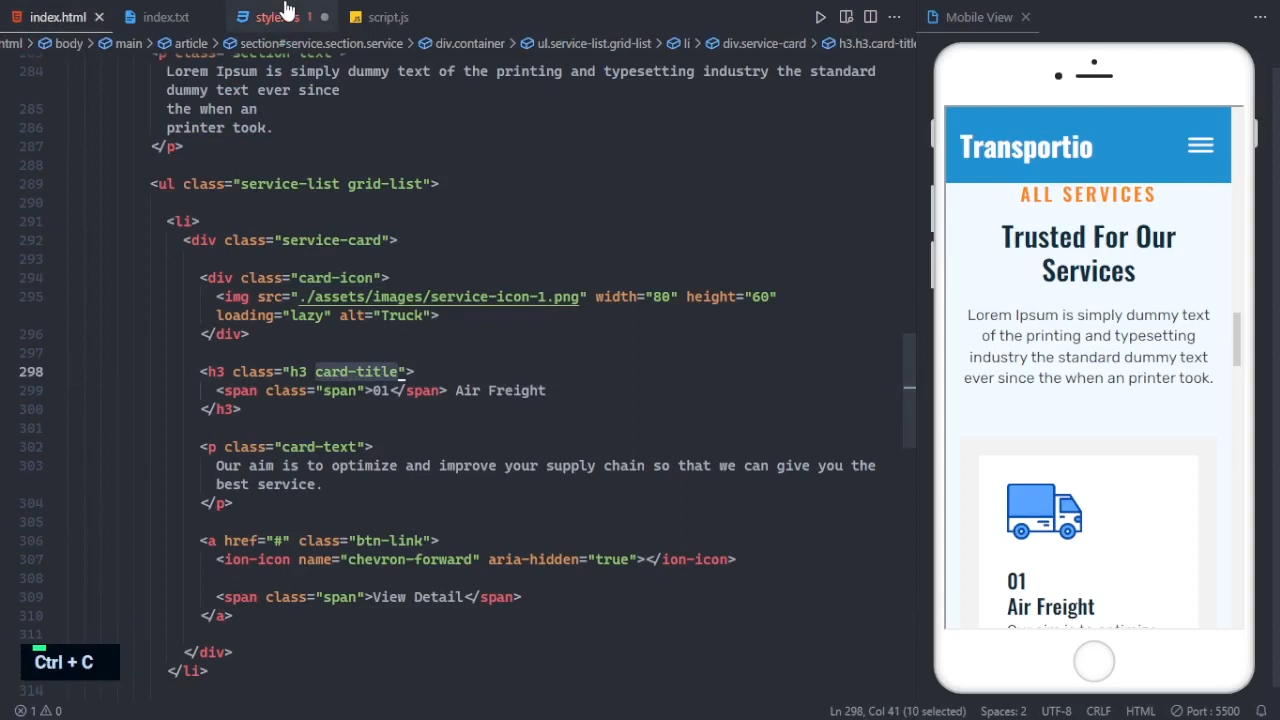 index.html
index.txt
1
script.js
Mobile View
html
body
main
article
section#service.section.service
div.container
ul.service-list.grid-list
li
div.service-card
h3.h3.card-title
284
Lorem Ipsum is simply dummy text of the printing and typesetting industry the standard
dummy text ever since
285
the when an
286
printer took.
287
</p>
288
289
<ul class="service-list grid-list">
290
291
<li>
292
<div class="service-card">
293
294
<div class="card-icon">
295
<img src="./assets/images/service-icon-1.png" width="80" height="60"
loading="lazy" alt="Truck">
296
</div>
297
298
<h3 class="h3 card-title">
299
<span class="span">01</span> Air Freight
300
</h3>
301
302
<p class="card-text">
303
Our aim is to optimize and improve your supply chain so that we can give you the
best service.
304
</p>
305
306
<a href="#" class="btn-link">
307
<ion-icon name="chevron-forward" aria-hidden="true"></ion-icon>
308
309
<span class="span">View Detail</span>
310
</a>
311
</div>
</li>
314
Ctrl + C
Transportio
ALL SERVICES
Trusted For Our
Services
Lorem Ipsum is simply dummy text
of the printing and typesetting
industry the standard dummy text
ever since the when an printer took.
01
Air Freight
1
0
Ln 298, Col 41 (10 selected)
Spaces: 2
UTF-8
CRLF
HTML
Port : 5500